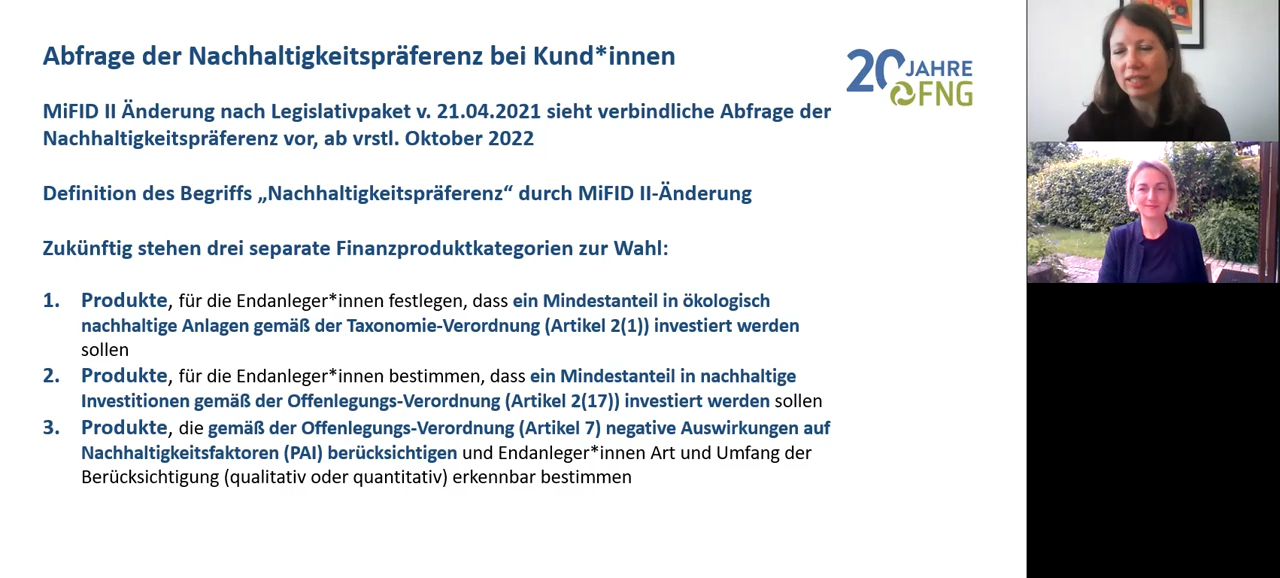 Abfrage der Nachhaltigkeitspräferenz bei Kund*innen
20 JAHRE
FNG
MiFID II Änderung nach Legislativpaket v. 21.04.2021 sieht verbindliche Abfrage der
Nachhaltigkeitspräferenz vor, ab vrstl. Oktober 2022
Definition des Begriffs „Nachhaltigkeitspräferenz“ durch MiFID II-Änderung
Zukünftig stehen drei separate Finanzproduktkategorien zur Wahl:
1. Produkte, für die Endanleger*innen festlegen, dass ein Mindestanteil in ökologisch
nachhaltige Anlagen gemäß der Taxonomie-Verordnung (Artikel 2(1)) investiert werden
sollen
2. Produkte, für die Endanleger*innen bestimmen, dass ein Mindestanteil in nachhaltige
Investitionen gemäß der Offenlegungs-Verordnung (Artikel 2(17)) investiert werden sollen
3. Produkte, die gemäß der Offenlegungs-Verordnung (Artikel 7) negative Auswirkungen auf
Nachhaltigkeitsfaktoren (PAI) berücksichtigen und Endanleger*innen Art und Umfang der
Berücksichtigung (qualitativ oder quantitativ) erkennbar bestimmen